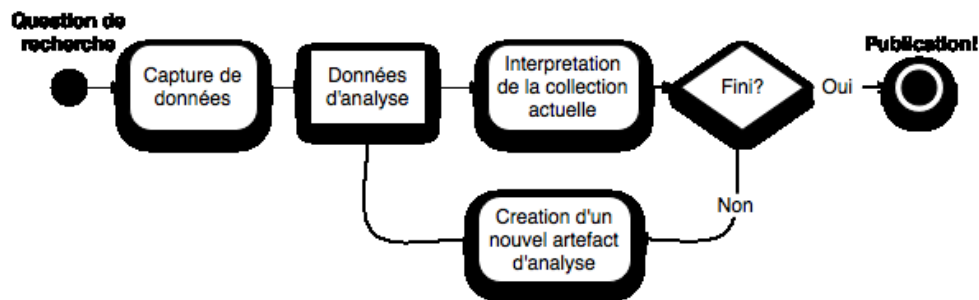 Question de
recherche
Capture de
données
Données
d'analyse
Interpretation
de la collection
actuelle
Fini?
Oui
Publication!
Non
Creation d'un
nouvel artefact
d'analyse